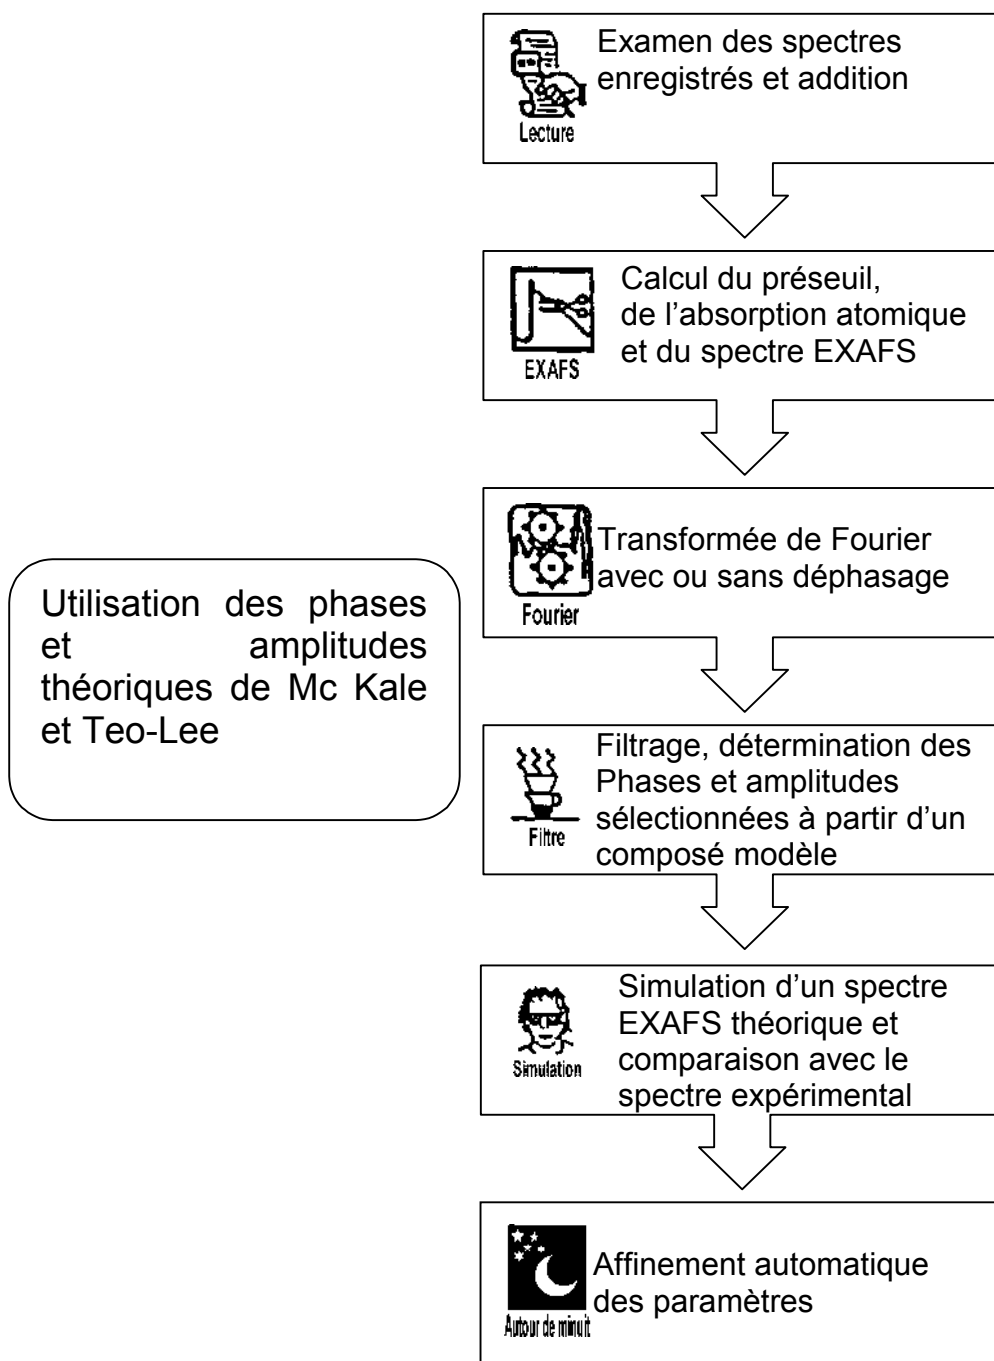 Examen des spectres
enregistrés et addition
Lecture
Calcul du préseuil,
de l’absorption atomique
et du spectre EXAFS
EXAFS
Transformée de Fourier
avec ou sans déphasage
Fourier
Utilisation des phases
et amplitudes
théoriques de Mc Kale
et Teo-Lee
Filtrage, détermination des
Phases et amplitudes
sélectionnées à partir d’un
composé modèle
Filtre
Simulation d’un spectre
EXAFS théorique et
comparaison avec le
spectre expérimental
Simulation
Affinement automatique
des paramètres
Autour de minuit